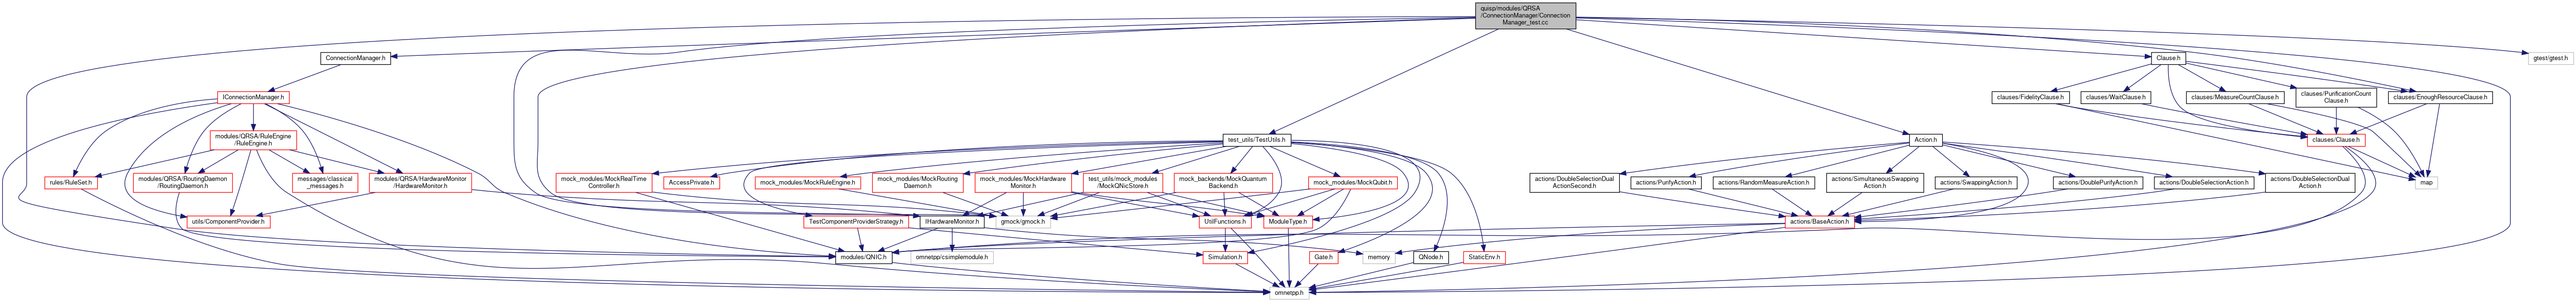 quisp/modules/QRSA
/ConnectionManager/Connection
Manager_test.cc
ConnectionManager.h
Clause.h
gtest/gtest.h
IConnectionManager.h
clauses/FidelityClause.h
clauses/WaitClause.h
clauses/MeasureCountClause.h
clauses/PurificationCount
Clause.h
clauses/EnoughResourceClause.h
modules/QRSA/RuleEngine
/RuleEngine.h
test_utils/TestUtils.h
Action.h
clauses/Clause.h
rules/RuleSet.h
modules/QRSA/RoutingDaemon
/RoutingDaemon.h
messages/classical
_messages.h
modules/QRSA/HardwareMonitor
/HardwareMonitor.h
mock_modules/MockRealTime
Controller.h
AccessPrivate.h
mock_modules/MockRuleEngine.h
mock_modules/MockRouting
Daemon.h
mock_modules/MockHardware
Monitor.h
test_utils/mock_modules
/MockQNicStore.h
mock_backends/MockQuantum
Backend.h
mock_modules/MockQubit.h
actions/DoubleSelectionDual
ActionSecond.h
actions/PurifyAction.h
actions/RandomMeasureAction.h
actions/SimultaneousSwapping
Action.h
actions/SwappingAction.h
actions/DoublePurifyAction.h
actions/DoubleSelectionAction.h
actions/DoubleSelectionDual
Action.h
map
utils/ComponentProvider.h
TestComponentProviderStrategy.h
IHardwareMonitor.h
gmock/gmock.h
UtilFunctions.h
ModuleType.h
actions/BaseAction.h
modules/QNIC.h
omnetpp/csimplemodule.h
Simulation.h
Gate.h
memory
QNode.h
StaticEnv.h
omnetpp.h